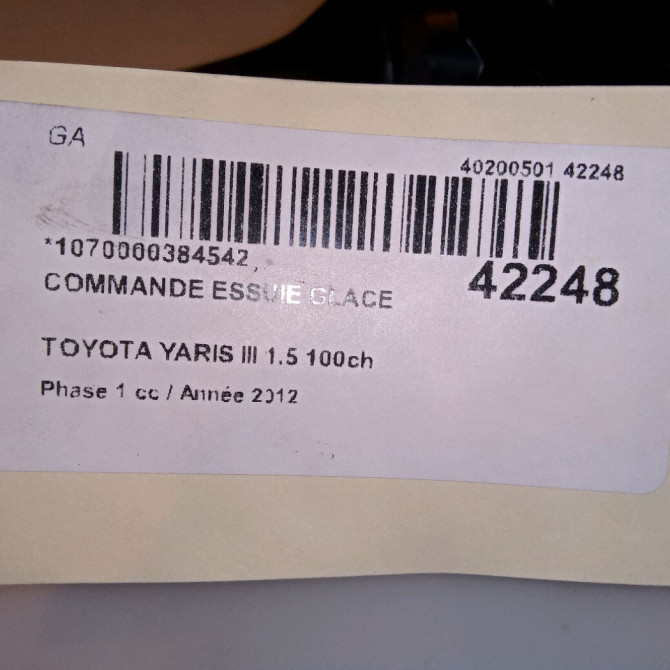 GA
40200501 42248
*1070000384542,
42248
COMMANDE ESSUIE GLACE
TOYOTA YARIS III 1.5 100ch
Phase 1 cc / Année 2012